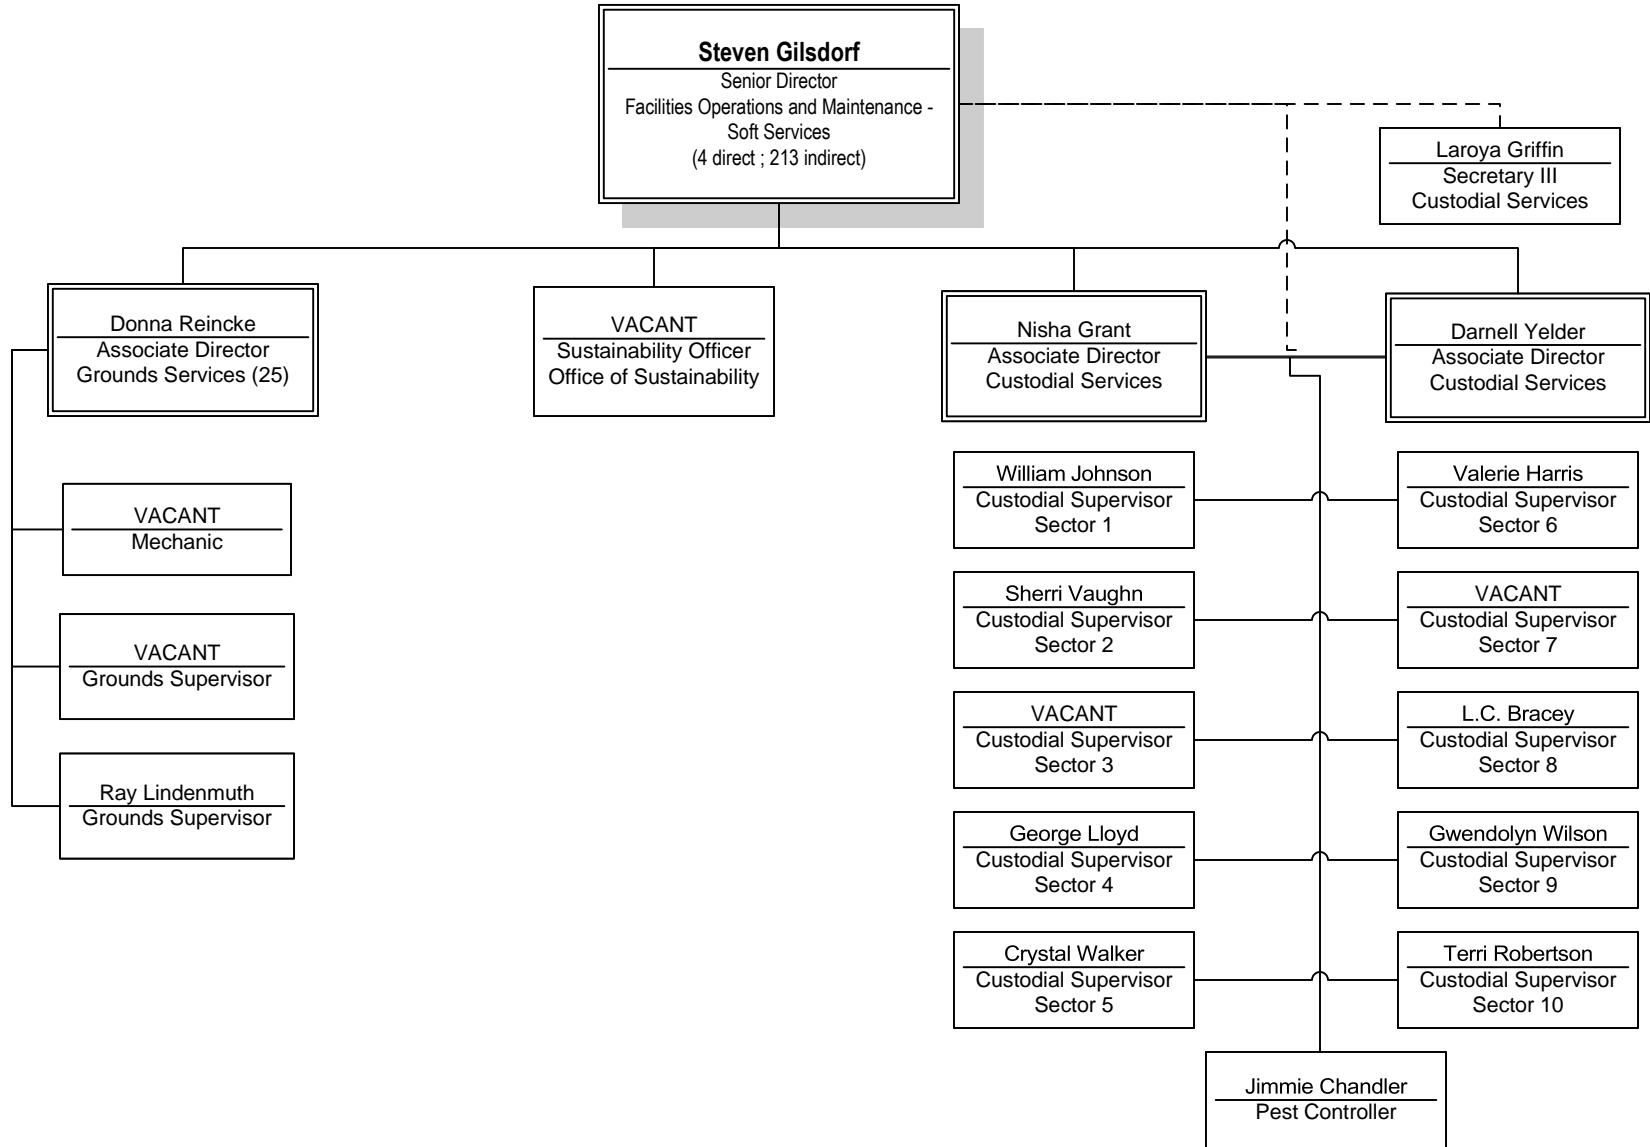 Steven Gilsdorf
Senior Director
Facilities Operations and Maintenance -
Soft Services
(4 direct ; 213 indirect)
Laroya Griffin
Secretary III
Custodial Services
Donna Reincke
Associate Director
Grounds Services (25)
VACANT
Sustainability Officer
Office of Sustainability
Nisha Grant
Associate Director
Custodial Services
Darnell Yelder
Associate Director
Custodial Services
VACANT
Mechanic
VACANT
Grounds Supervisor
Ray Lindenmuth
Grounds Supervisor
William Johnson
Custodial Supervisor
Sector 1
Valerie Harris
Custodial Supervisor
Sector 6
Sherri Vaughn
Custodial Supervisor
Sector 2
VACANT
Custodial Supervisor
Sector 7
VACANT
Custodial Supervisor
Sector 3
L.C. Bracey
Custodial Supervisor
Sector 8
George Lloyd
Custodial Supervisor
Sector 4
Gwendolyn Wilson
Custodial Supervisor
Sector 9
Crystal Walker
Custodial Supervisor
Sector 5
Terri Robertson
Custodial Supervisor
Sector 10
Jimmie Chandler
Pest Controller